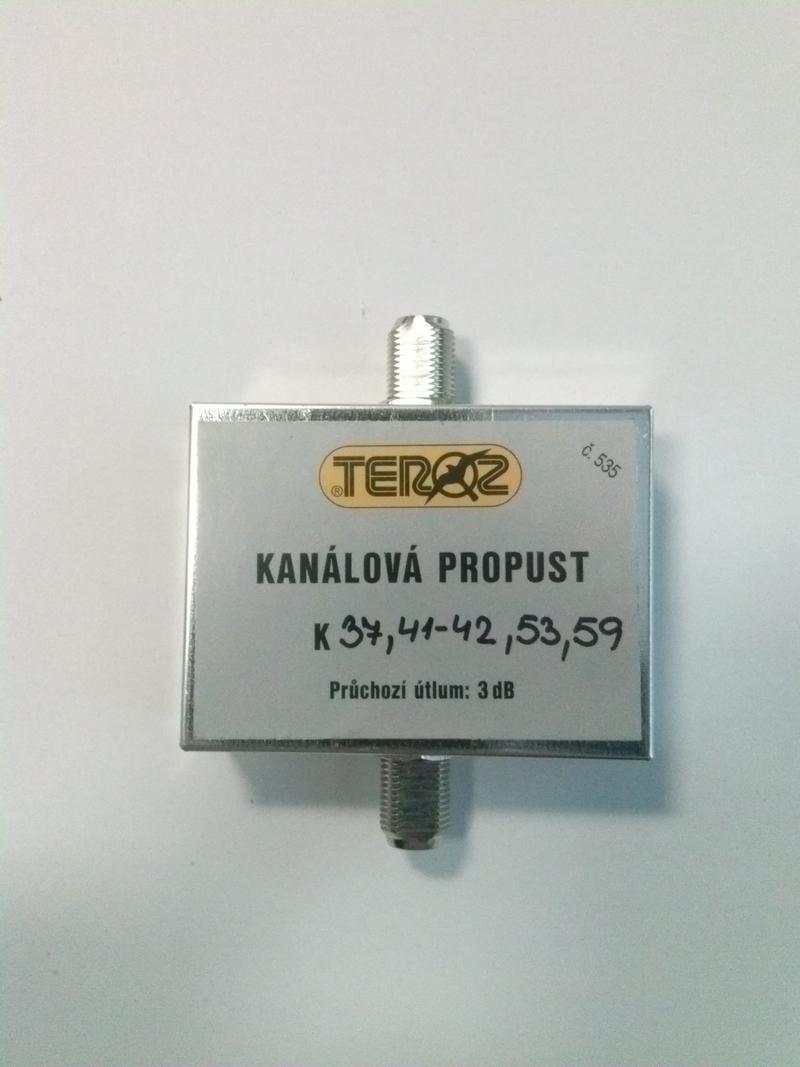 ® TEROZ
č. 535
KANÁLOVÁ PROPUST
K 37,41-42,53,59
Průchozí útlum: 3 dB